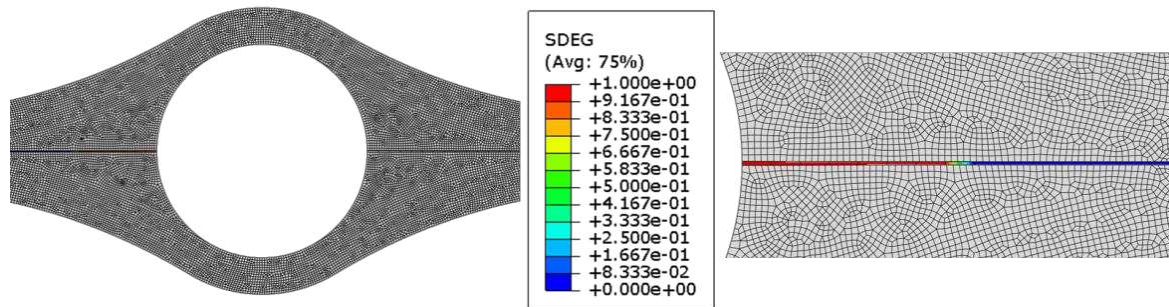 SDEG
(Avg: 75%)
+1.000e+00
+9.167e-01
+8.333e-01
+7.500e-01
+6.667e-01
+5.833e-01
+5.000e-01
+4.167e-01
+3.333e-01
+2.500e-01
+1.667e-01
+8.333e-02
+0.000e+00